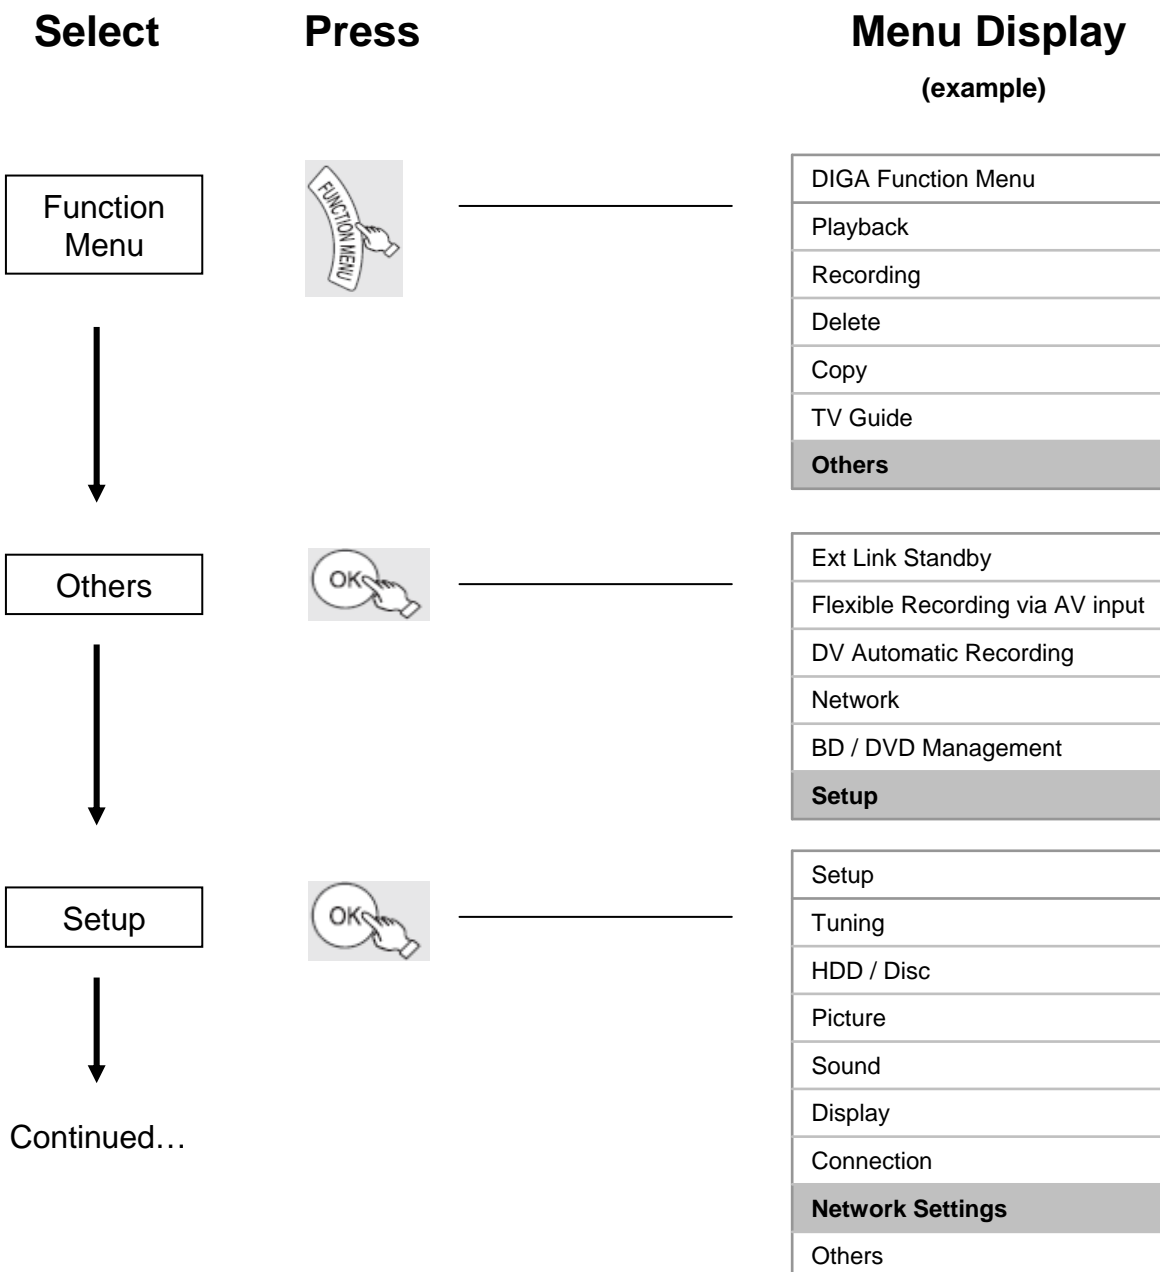 Select
Press
Menu Display
(example)
Function
Menu
FUNCTION MENU
DIGA Function Menu
Playback
Recording
Delete
Copy
TV Guide
Others
Others
OK
Ext Link Standby
Flexible Recording via AV input
DV Automatic Recording
Network
BD / DVD Management
Setup
Setup
OK
Setup
Tuning
HDD / Disc
Picture
Sound
Display
Connection
Network Settings
Others
Continued…